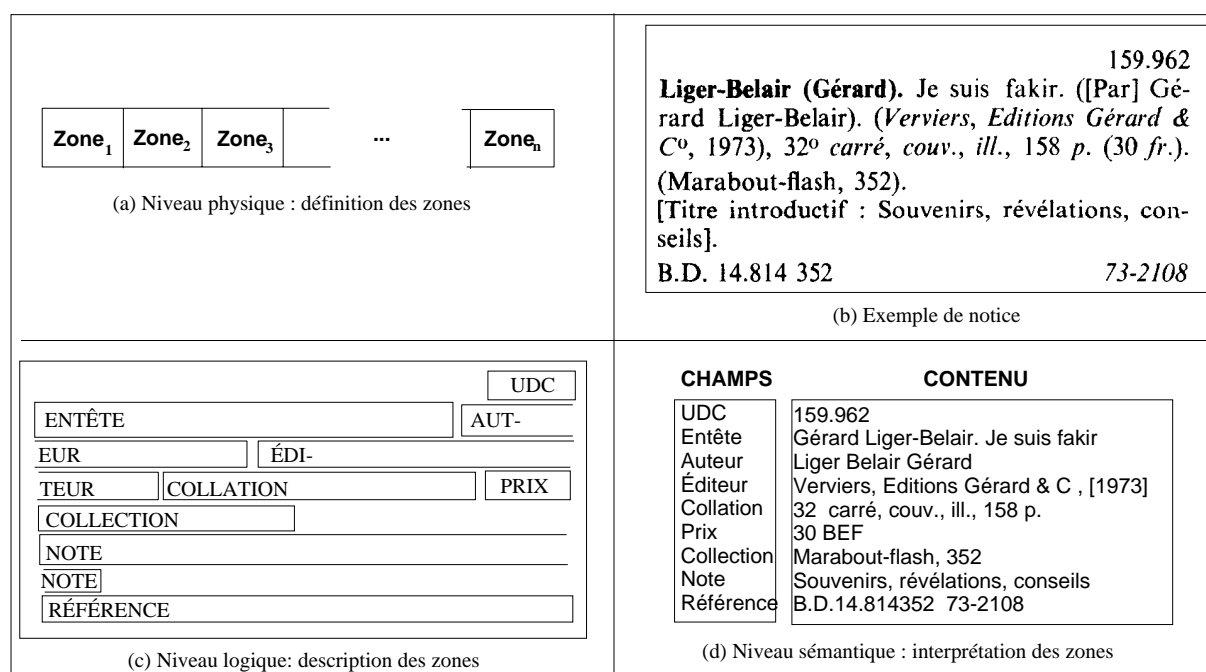 Zone1 Zone2 Zone3 ... Zonen
(a) Niveau physique : définition des zones
159.962
Liger-Belair (Gérard). Je suis fakir. ([Par] Gé-
rard Liger-Belair). (Verviers, Editions Gérard &
Cº, 1973), 32º carré, couv., ill., 158 p. (30 fr.).
(Marabout-flash, 352).
[Titre introductif : Souvenirs, révélations, con-
seils].
B.D. 14.814 352 73-2108
(b) Exemple de notice
UDC
ENTÊTE AUT-
EUR ÉDI-
TEUR COLLATION PRIX
COLLECTION
NOTE
NOTE
RÉFÉRENCE
(c) Niveau logique: description des zones
CHAMPS CONTENU
UDC 159.962
Entête Gérard Liger-Belair. Je suis fakir
Auteur Liger Belair Gérard
Éditeur Verviers, Editions Gérard & C , [1973]
Collation 32 carré, couv., ill., 158 p.
Prix 30 BEF
Collection Marabout-flash, 352
Note Souvenirs, révélations, conseils
Référence B.D.14.814352 73-2108
(d) Niveau sémantique : interprétation des zones